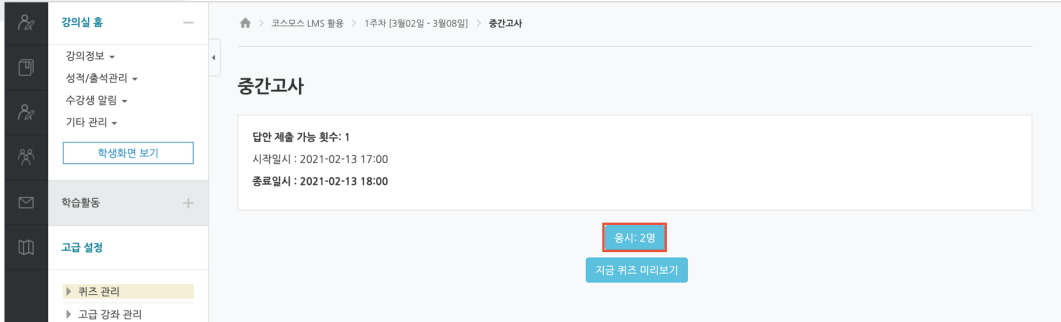 강의실 홈
강의정보
성적/출석관리
수강생 알림
기타 관리
학생화면 보기
학습활동
고급 설정
퀴즈 관리
고급 강좌 관리
코스모스 LMS 활용 > 1주차 [3월02일 - 3월08일] > 중간고사
중간고사
답안 제출 가능 횟수: 1
시작일시 : 2021-02-13 17:00
종료일시 : 2021-02-13 18:00
응시: 2명
지금 퀴즈 미리보기